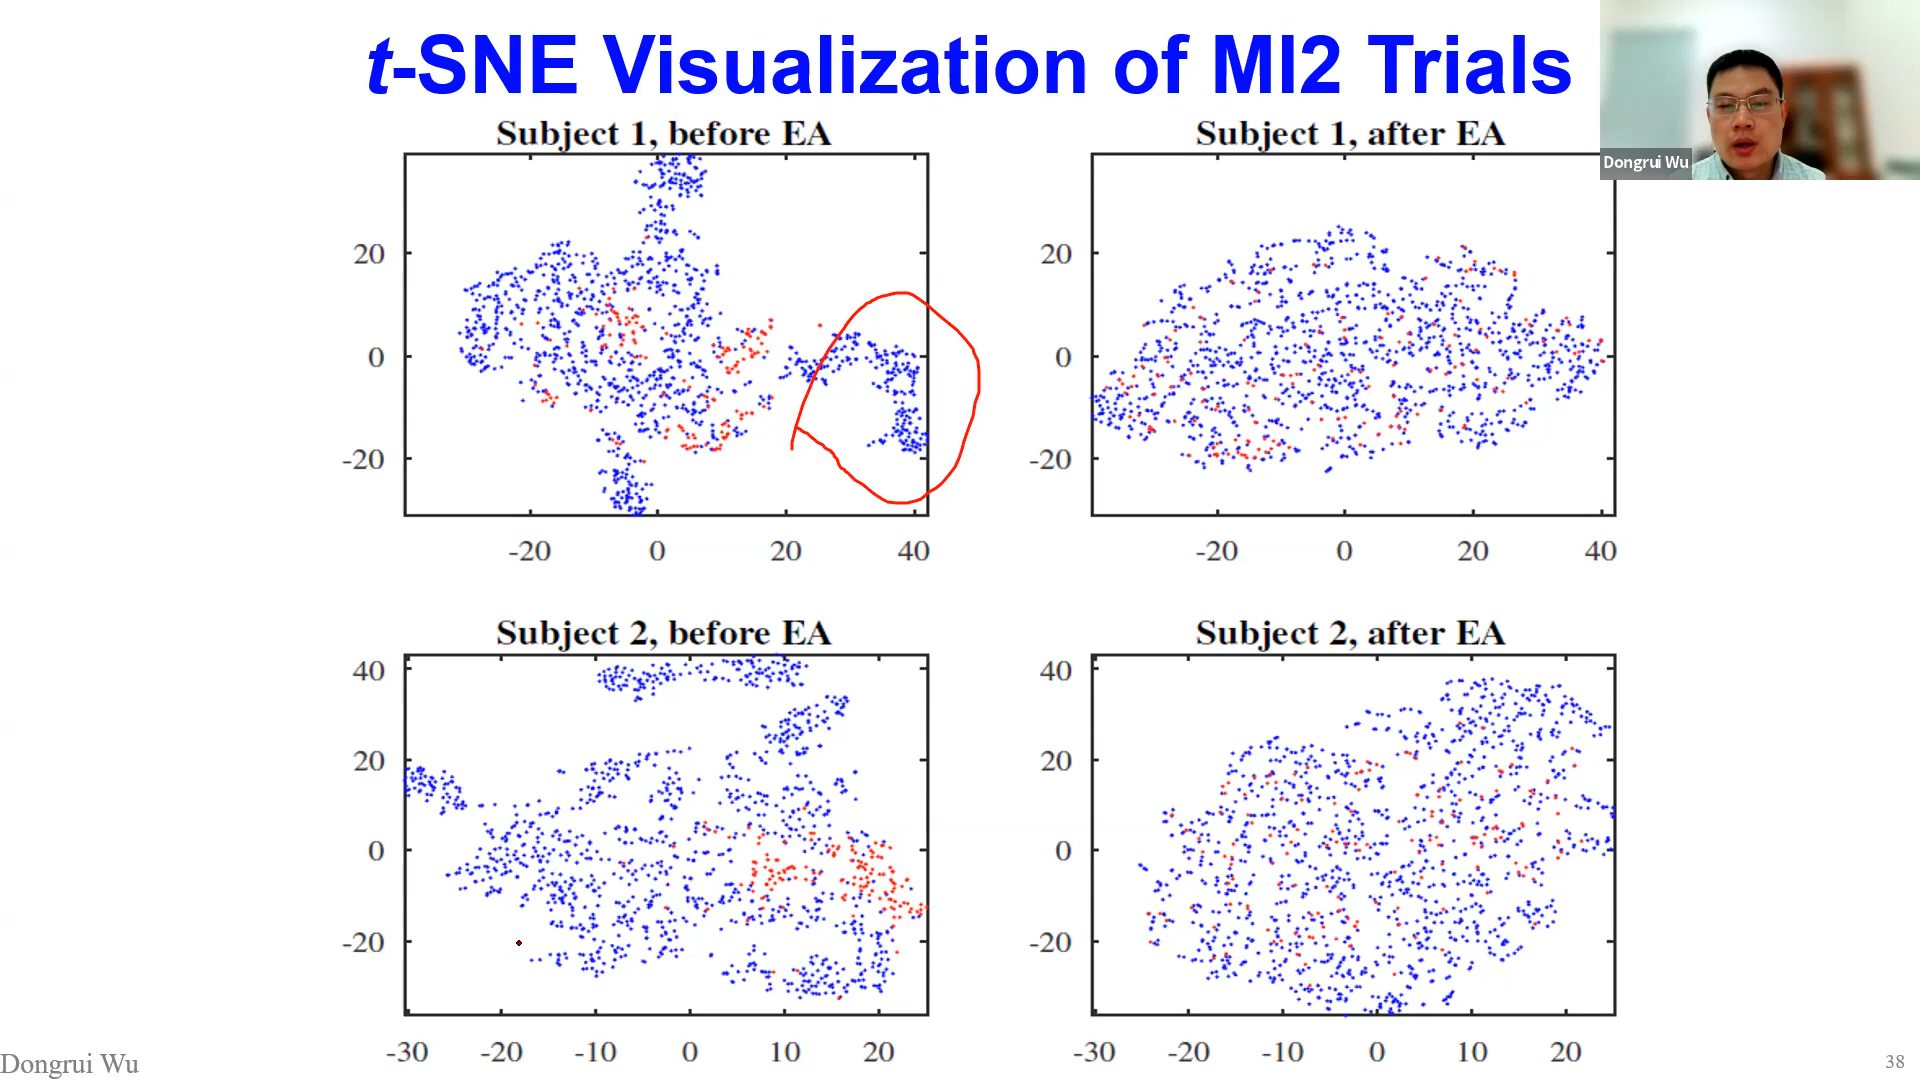 t-SNE Visualization of MI2 Trials
Dongrui Wu
Subject 1, before EA
20
0
-20
-20 0 20 40
Subject 1, after EA
20
0
-20
-20 0 20 40
Subject 2, before EA
40
20
0
-20
-30 -20 -10 0 10 20
Subject 2, after EA
40
20
0
-20
-30 -20 -10 0 10 20
Dongrui Wu
38